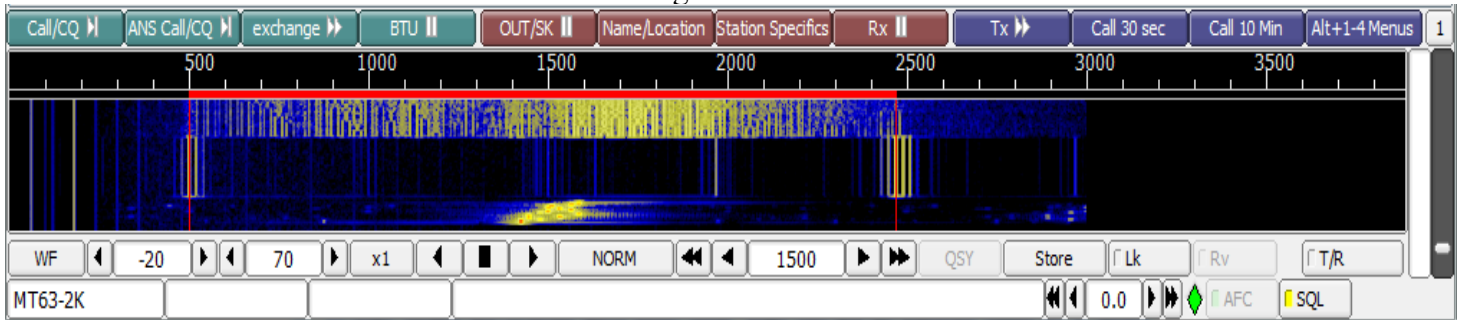 Call/CQ ANS Call/CQ exchange BTU OUT/SK Name/Location Station Specifics Rx Tx Call 30 sec Call 10 Min Alt+1-4 Menus 1
500 1000 1500 2000 2500 3000 3500
WF -20 70 x1 NORM 1500 QSY Store Lk Rv T/R
MT63-2K 0.0 AFC SQL